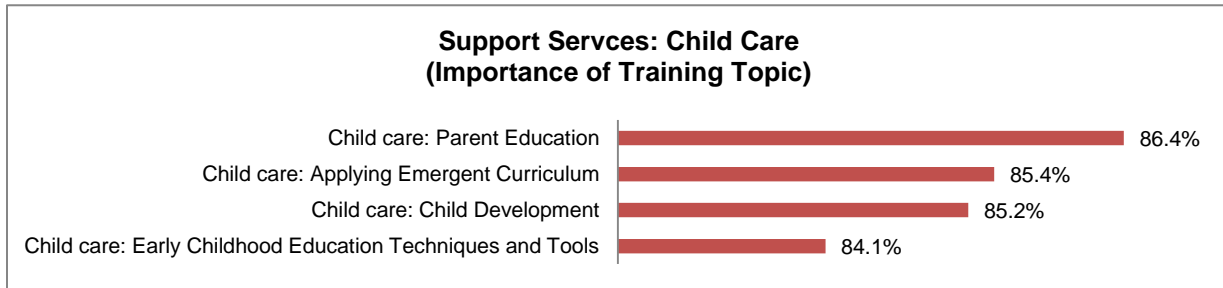 Support Servces: Child Care
(Importance of Training Topic)
Child care: Parent Education 86.4%
Child care: Applying Emergent Curriculum 85.4%
Child care: Child Development 85.2%
Child care: Early Childhood Education Techniques and Tools 84.1%